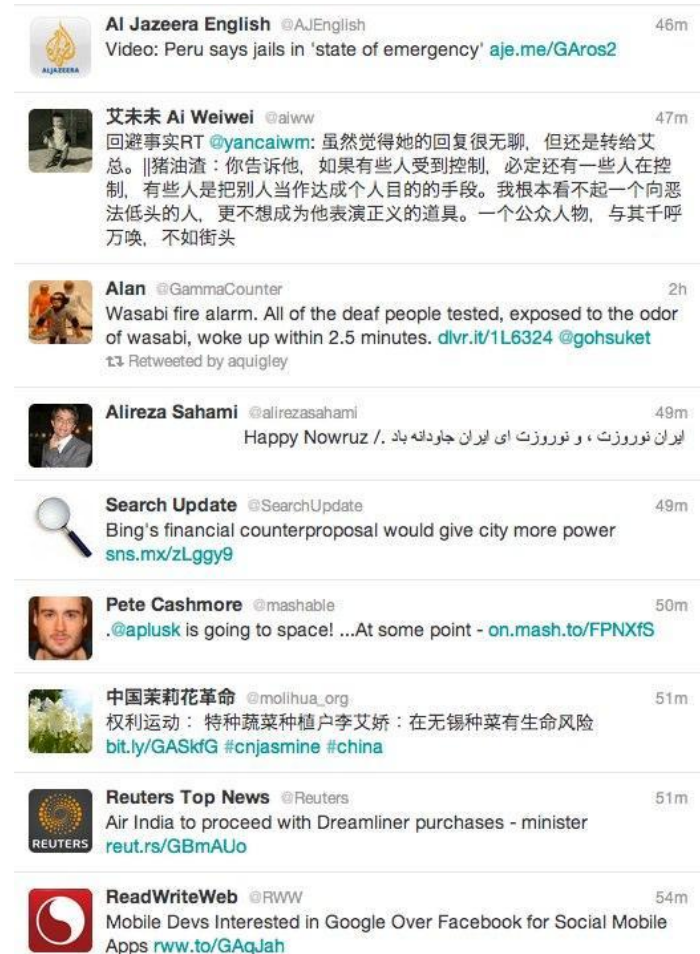 Al Jazeera English @AJEnglish 46m
Video: Peru says jails in 'state of emergency' aje.me/GAros2
ALJAZEERA
艾未未 Ai Weiwei @aiww 47m
回避事实RT @yancaiwm: 虽然觉得她的回复很无聊，但还是转给艾
总。||猪油渣：你告诉他，如果有些人受到控制，必定还有一些人在控
制，有些人是把别人当作达成个人目的的手段。我根本看不起一个向恶
法低头的人，更不想成为他表演正义的道具。一个公众人物，与其千呼
万唤，不如街头
Alan @GammaCounter 2h
Wasabi fire alarm. All of the deaf people tested, exposed to the odor
of wasabi, woke up within 2.5 minutes. dlvr.it/1L6324 @gohsuket
Retweeted by aquigley
Alireza Sahami @alirezasahami 49m
ایران نوروزت ، و نوروزت ای ایران جاودانه باد ./ Happy Nowruz
Search Update @SearchUpdate 49m
Bing's financial counterproposal would give city more power
sns.mx/zLggy9
Pete Cashmore @mashable 50m
.@aplusk is going to space! ...At some point - on.mash.to/FPNXfS
中国茉莉花革命 @molihua_org 51m
权利运动： 特种蔬菜种植户李艾娇：在无锡种菜有生命风险
bit.ly/GASkfG #cnjasmine #china
Reuters Top News @Reuters 51m
Air India to proceed with Dreamliner purchases - minister
REUTERS reut.rs/GBmAUo
ReadWriteWeb @RWW 54m
Mobile Devs Interested in Google Over Facebook for Social Mobile
Apps rww.to/GAqJah